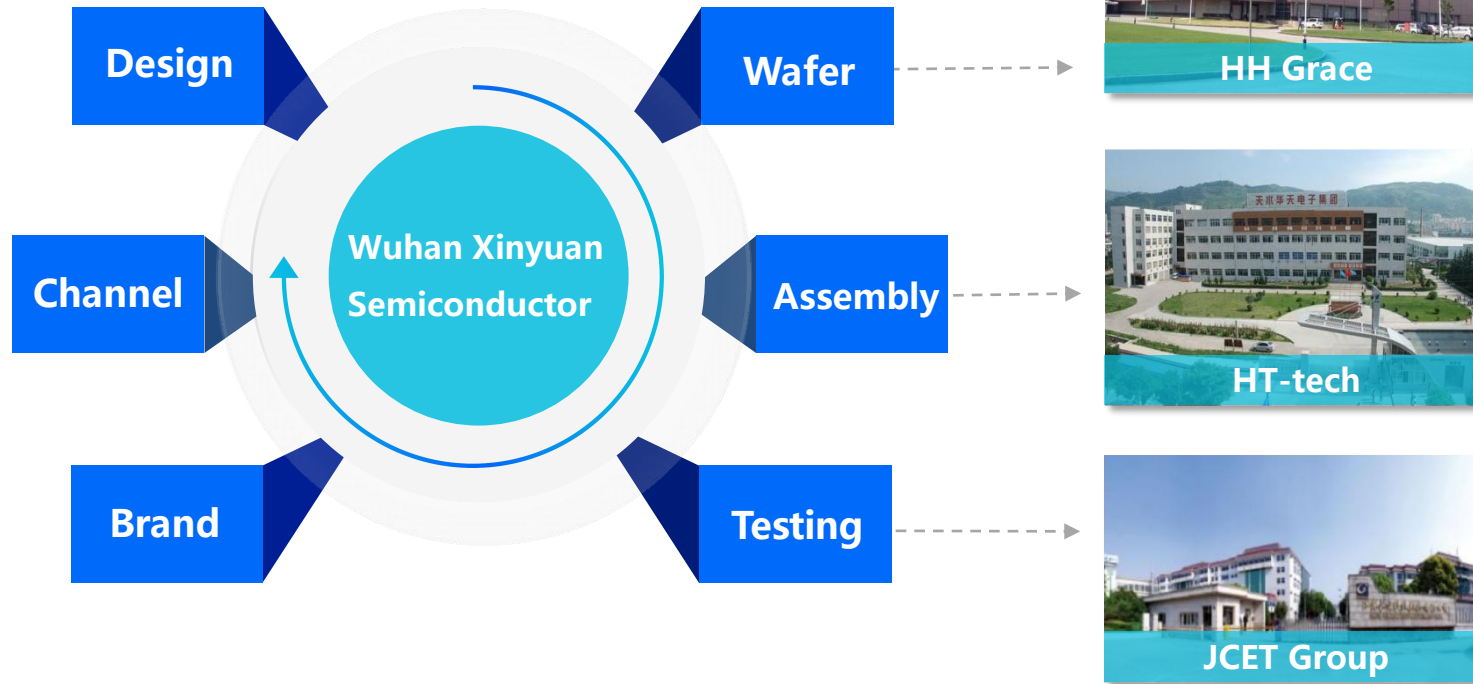 Design
Wafer
HH Grace
Wuhan Xinyuan
Semiconductor
Channel
Assembly
天水华天电子集团
HT-tech
Brand
Testing
JCET Group